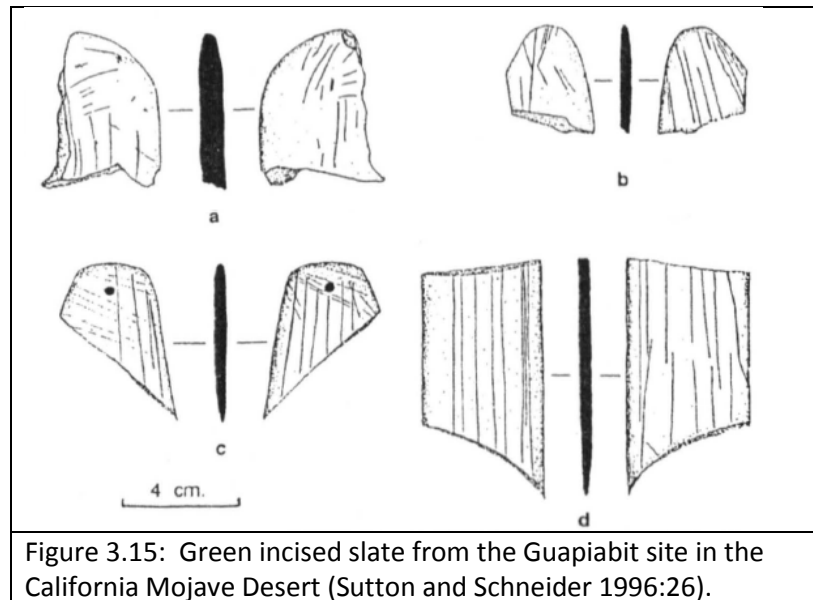 a
b
c
4 cm.
d
Figure 3.15: Green incised slate from the Guapiabit site in the
California Mojave Desert (Sutton and Schneider 1996:26).